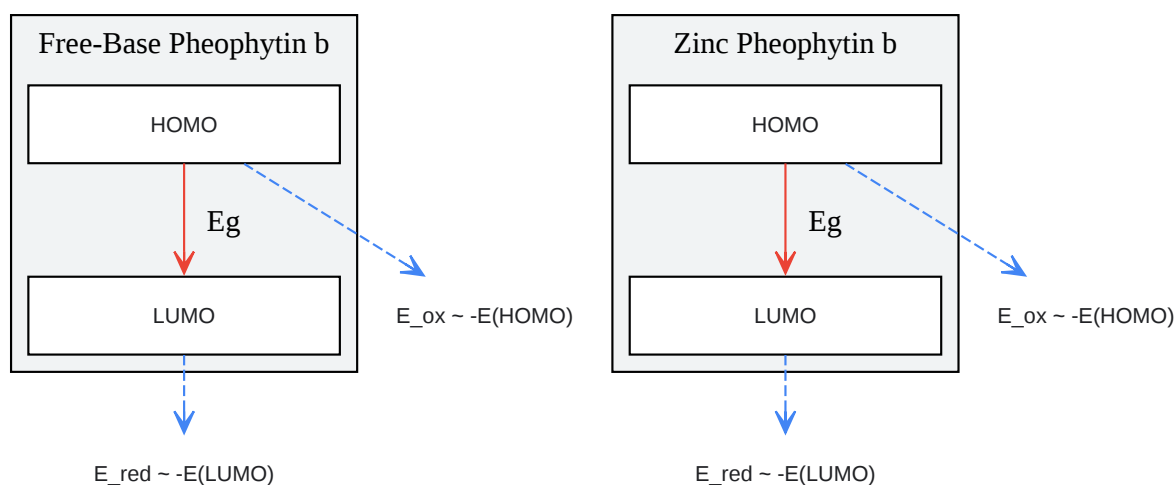 Free-Base Pheophytin b
HOMO
Eg
LUMO
E_ox ~ -E(HOMO)
E_red ~ -E(LUMO)
Zinc Pheophytin b
HOMO
Eg
LUMO
E_ox ~ -E(HOMO)
E_red ~ -E(LUMO)